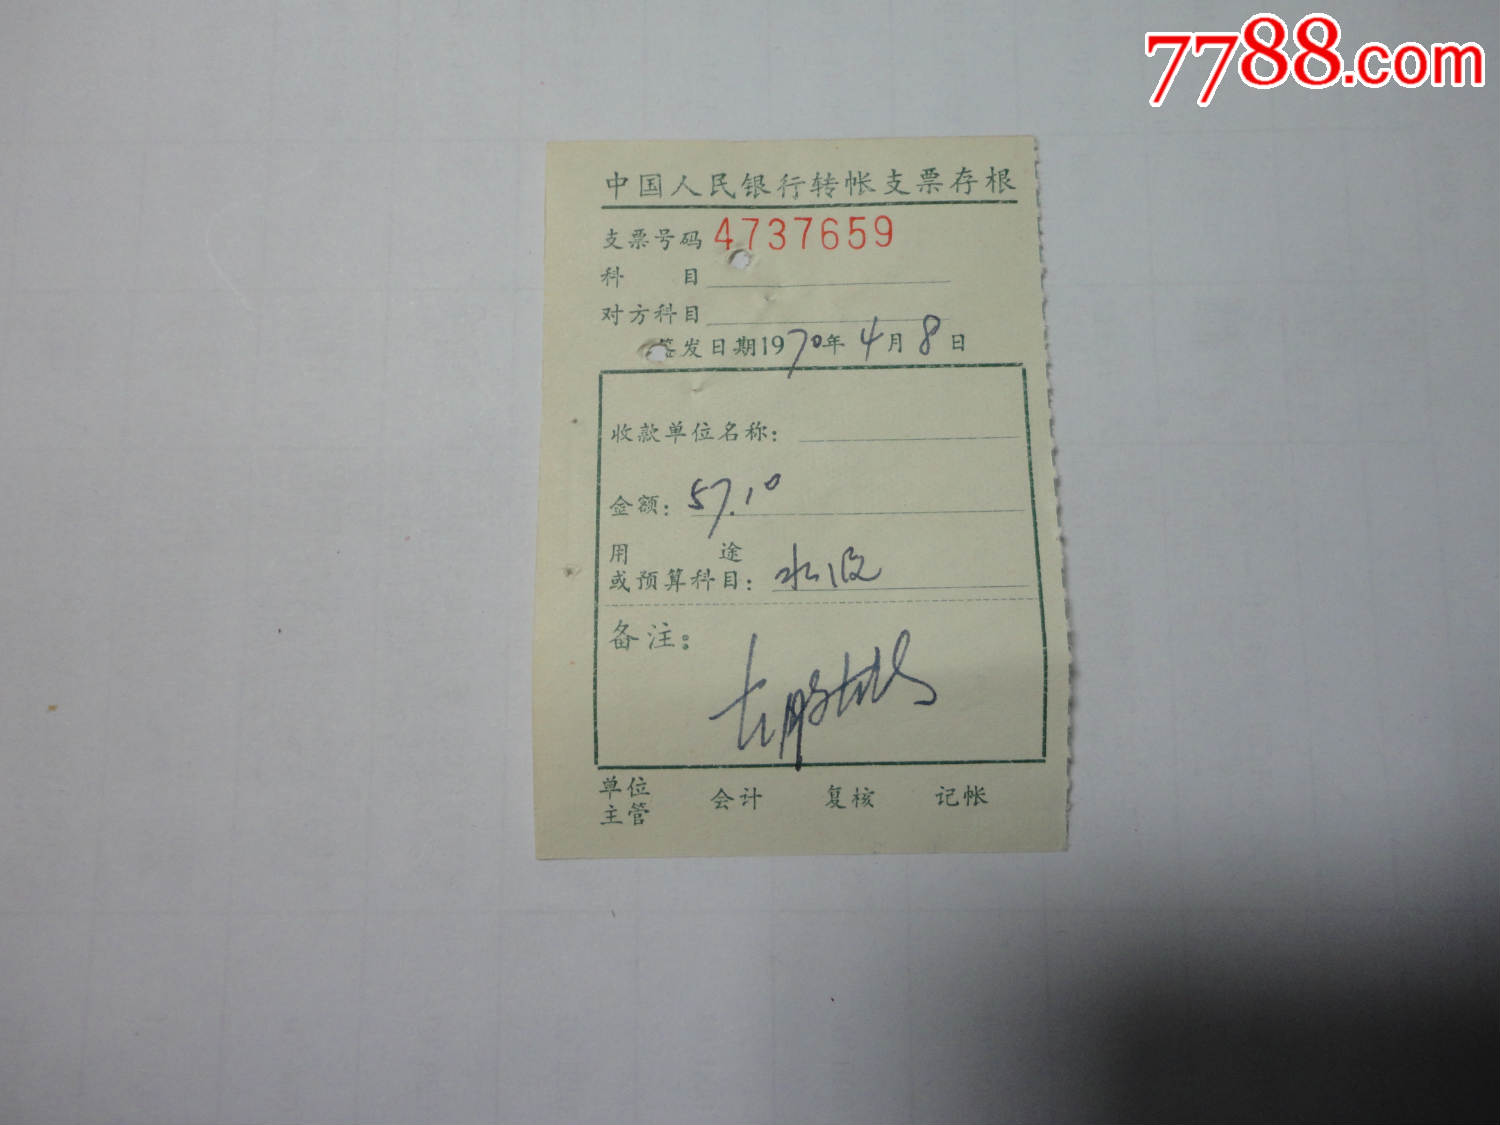 7788.com
中国人民银行转帐支票存根
支票号码 4737659
科 目
对方科目
签发日期1970年4月8日
收款单位名称:
金额: 57.10
用 途
或预算科目: 水
备注:
单位
主管 会计 复核 记帐